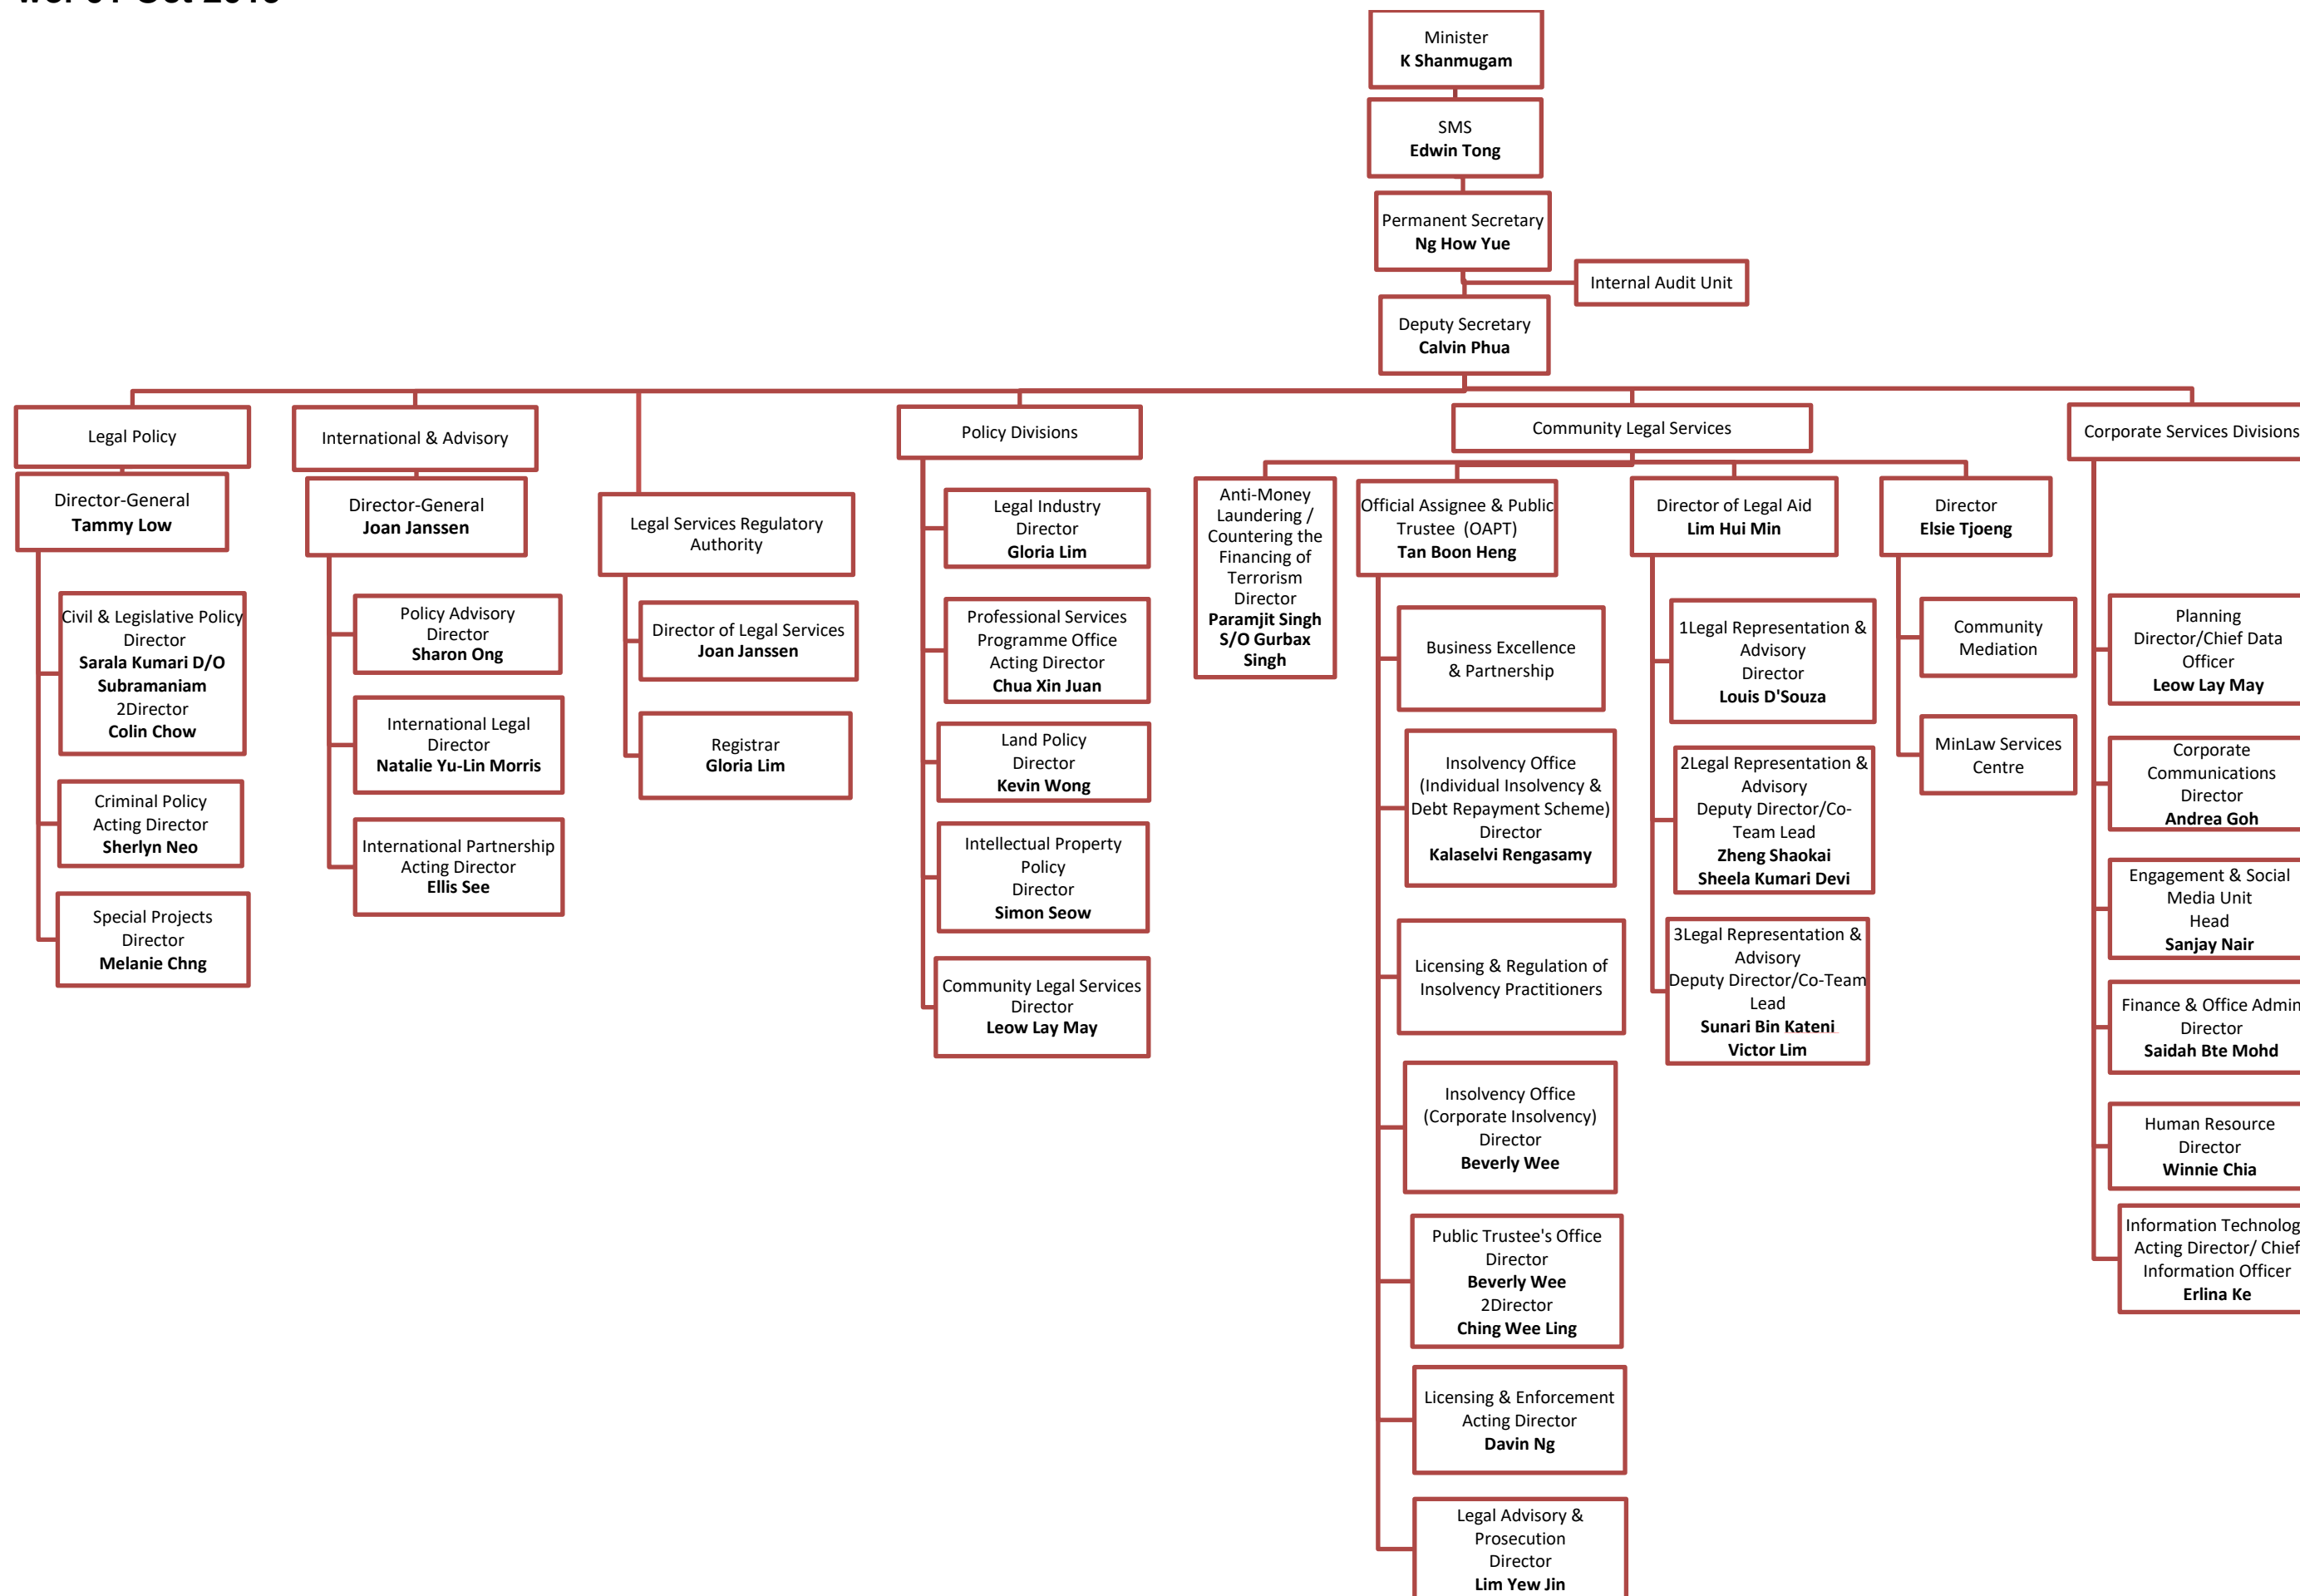 Minister
K Shanmugam
SMS
Edwin Tong
Permanent Secretary
Ng How Yue
Internal Audit Unit
Deputy Secretary
Calvin Phua
Legal Policy
Director-General
Tammy Low
Civil & Legislative Policy
Director
Sarala Kumari D/O
Subramaniam
2Director
Colin Chow
Criminal Policy
Acting Director
Sherlyn Neo
Special Projects
Director
Melanie Chng
International & Advisory
Director-General
Joan Janssen
Policy Advisory
Director
Sharon Ong
International Legal
Director
Natalie Yu-Lin Morris
International Partnership
Acting Director
Ellis See
Legal Services Regulatory
Authority
Director of Legal Services
Joan Janssen
Registrar
Gloria Lim
Policy Divisions
Legal Industry
Director
Gloria Lim
Professional Services
Programme Office
Acting Director
Chua Xin Juan
Land Policy
Director
Kevin Wong
Intellectual Property
Policy
Director
Simon Seow
Community Legal Services
Director
Leow Lay May
Community Legal Services
Anti-Money
Laundering /
Countering the
Financing of
Terrorism
Director
Paramjit Singh
S/O Gurbax
Singh
Official Assignee & Public
Trustee (OAPT)
Tan Boon Heng
Business Excellence
& Partnership
Insolvency Office
(Individual Insolvency &
Debt Repayment Scheme)
Director
Kalaselvi Rengasamy
Licensing & Regulation of
Insolvency Practitioners
Insolvency Office
(Corporate Insolvency)
Director
Beverly Wee
Public Trustee's Office
Director
Beverly Wee
2Director
Ching Wee Ling
Licensing & Enforcement
Acting Director
Davin Ng
Legal Advisory &
Prosecution
Director
Lim Yew Jin
Director of Legal Aid
Lim Hui Min
1Legal Representation &
Advisory
Director
Louis D'Souza
2Legal Representation &
Advisory
Deputy Director/Co-
Team Lead
Zheng Shaokai
Sheela Kumari Devi
3Legal Representation &
Advisory
Deputy Director/Co-Team
Lead
Sunari Bin Kateni
Victor Lim
Director
Elsie Tjoeng
Community
Mediation
MinLaw Services
Centre
Corporate Services Divisions
Planning
Director/Chief Data
Officer
Leow Lay May
Corporate
Communications
Director
Andrea Goh
Engagement & Social
Media Unit
Head
Sanjay Nair
Finance & Office Admin
Director
Saidah Bte Mohd
Human Resource
Director
Winnie Chia
Information Technolog
Acting Director/ Chief
Information Officer
Erlina Ke